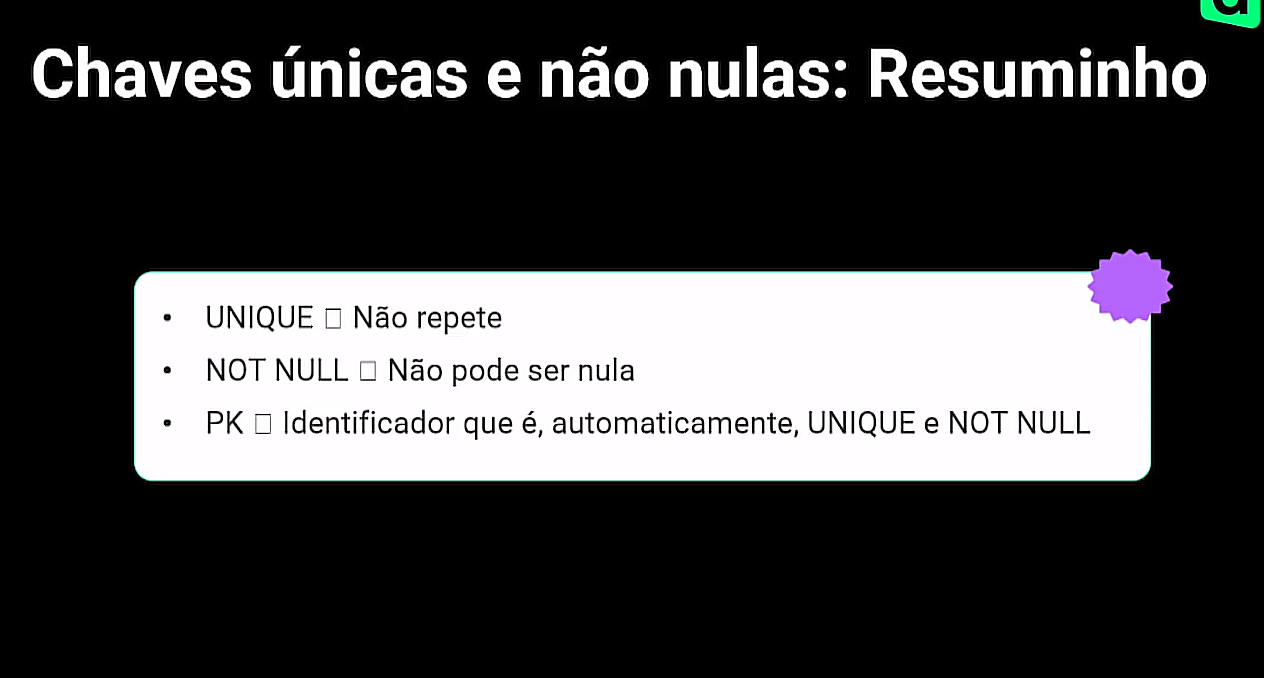 Chaves únicas e não nulas: Resuminho
• UNIQUE □ Não repete
• NOT NULL □ Não pode ser nula
• PK □ Identificador que é, automaticamente, UNIQUE e NOT NULL